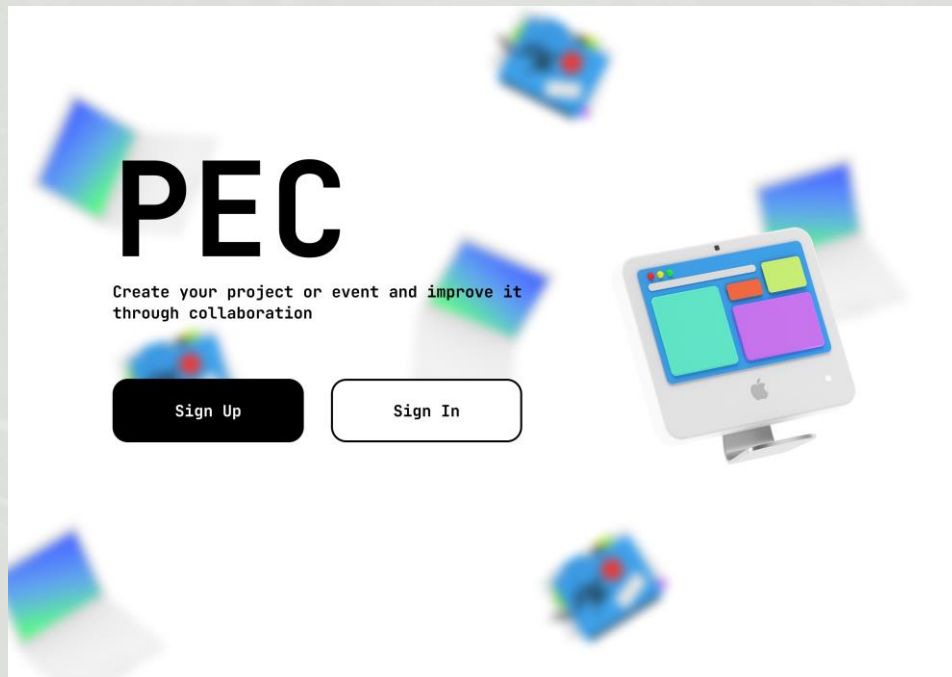 PEC
Create your project or event and improve it
through collaboration
Sign Up
Sign In